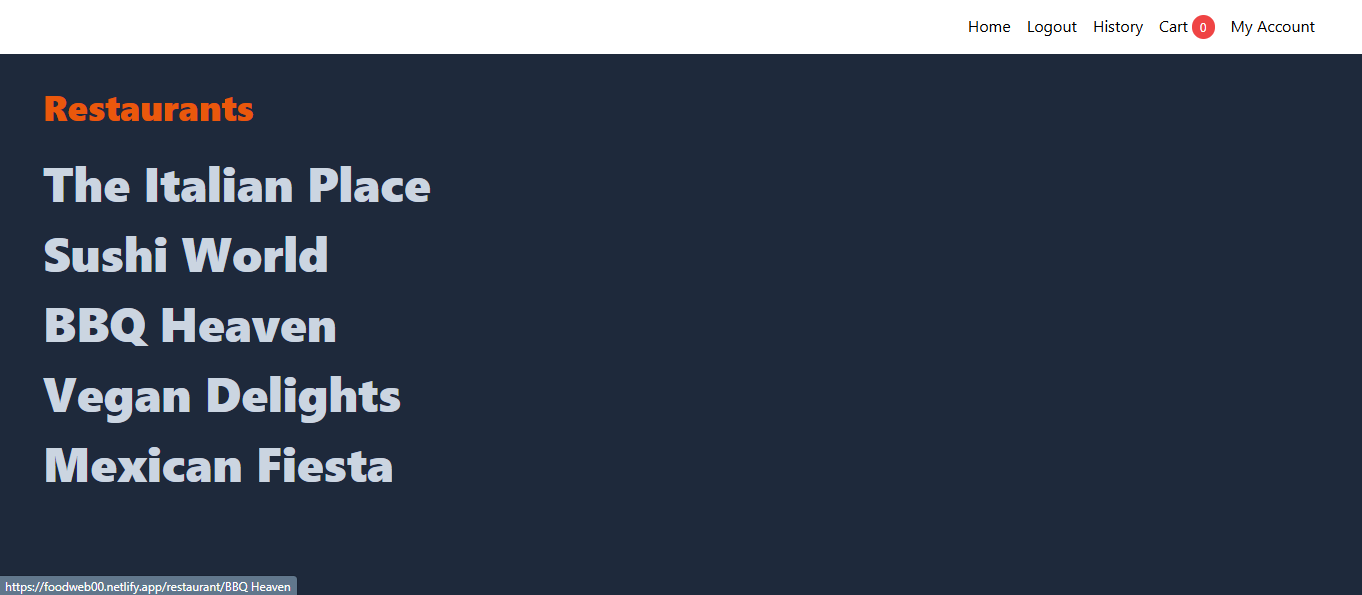 Home Logout History Cart 0 My Account
Restaurants
The Italian Place
Sushi World
BBQ Heaven
Vegan Delights
Mexican Fiesta
https://foodweb00.netlify.app/restaurant/BBQ Heaven